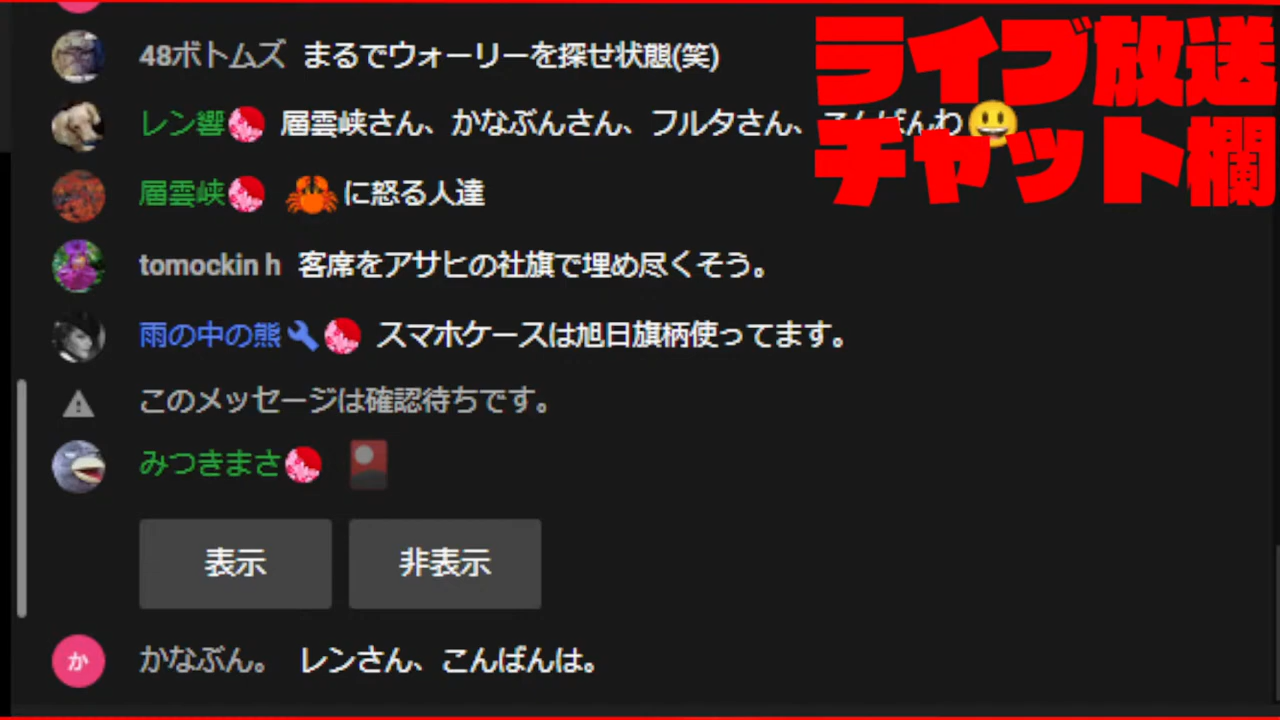 ライブ放送
チャット欄
48ボトムズ まるでウォーリーを探せ状態(笑)
レン響 層雲峡さん、かなぶんさん、フルタさん、こんばんわ😃
層雲峡 🦀に怒る人達
tomockin h 客席をアサヒの社旗で埋め尽くそう。
雨の中の熊 スマホケースは旭日旗柄使ってます。
このメッセージは確認待ちです。
みつきまさ 🎴
表示 非表示
か かなぶん。 レンさん、こんばんは。